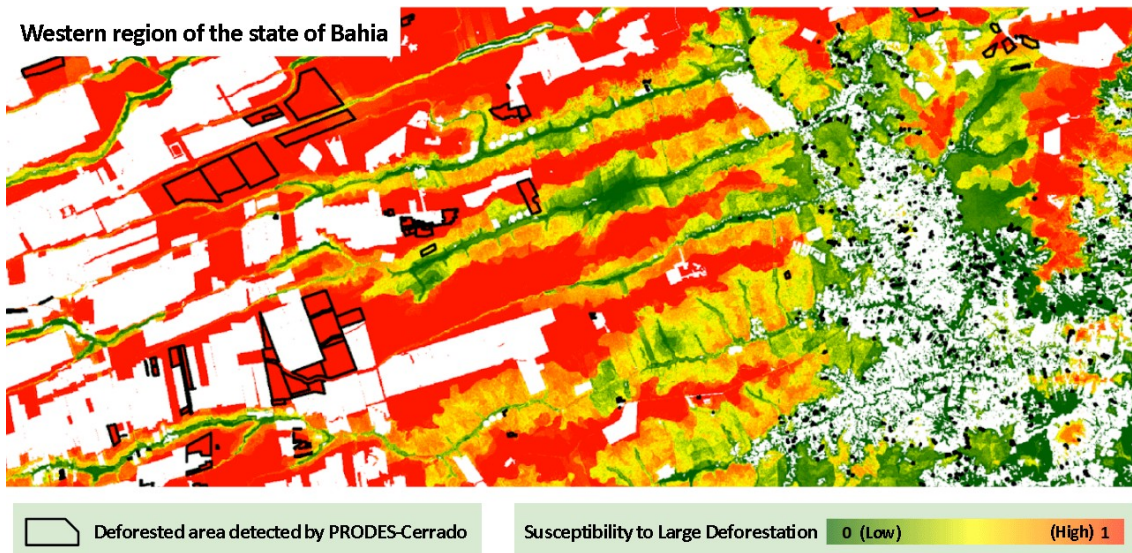 Western region of the state of Bahia
Deforested area detected by PRODES-Cerrado
Susceptibility to Large Deforestation 0 (Low) (High) 1